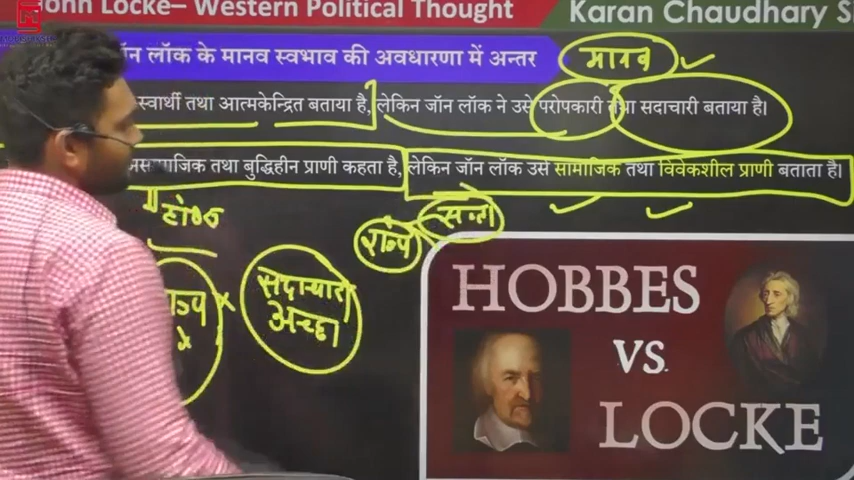 John Locke– Western Political Thought
Karan Chaudhary S
जॉन लॉक के मानव स्वभाव की अवधारणा में अन्तर
मानव
स्वार्थी तथा आत्मकेन्द्रित बताया है, लेकिन जॉन लॉक ने उसे परोपकारी तथा सदाचारी बताया है।
असामाजिक तथा बुद्धिहीन प्राणी कहता है, लेकिन जॉन लॉक उसे सामाजिक तथा विवेकशील प्राणी बताता है।
राज्य
सदाचारी
अच्छा
HOBBES
VS.
LOCKE